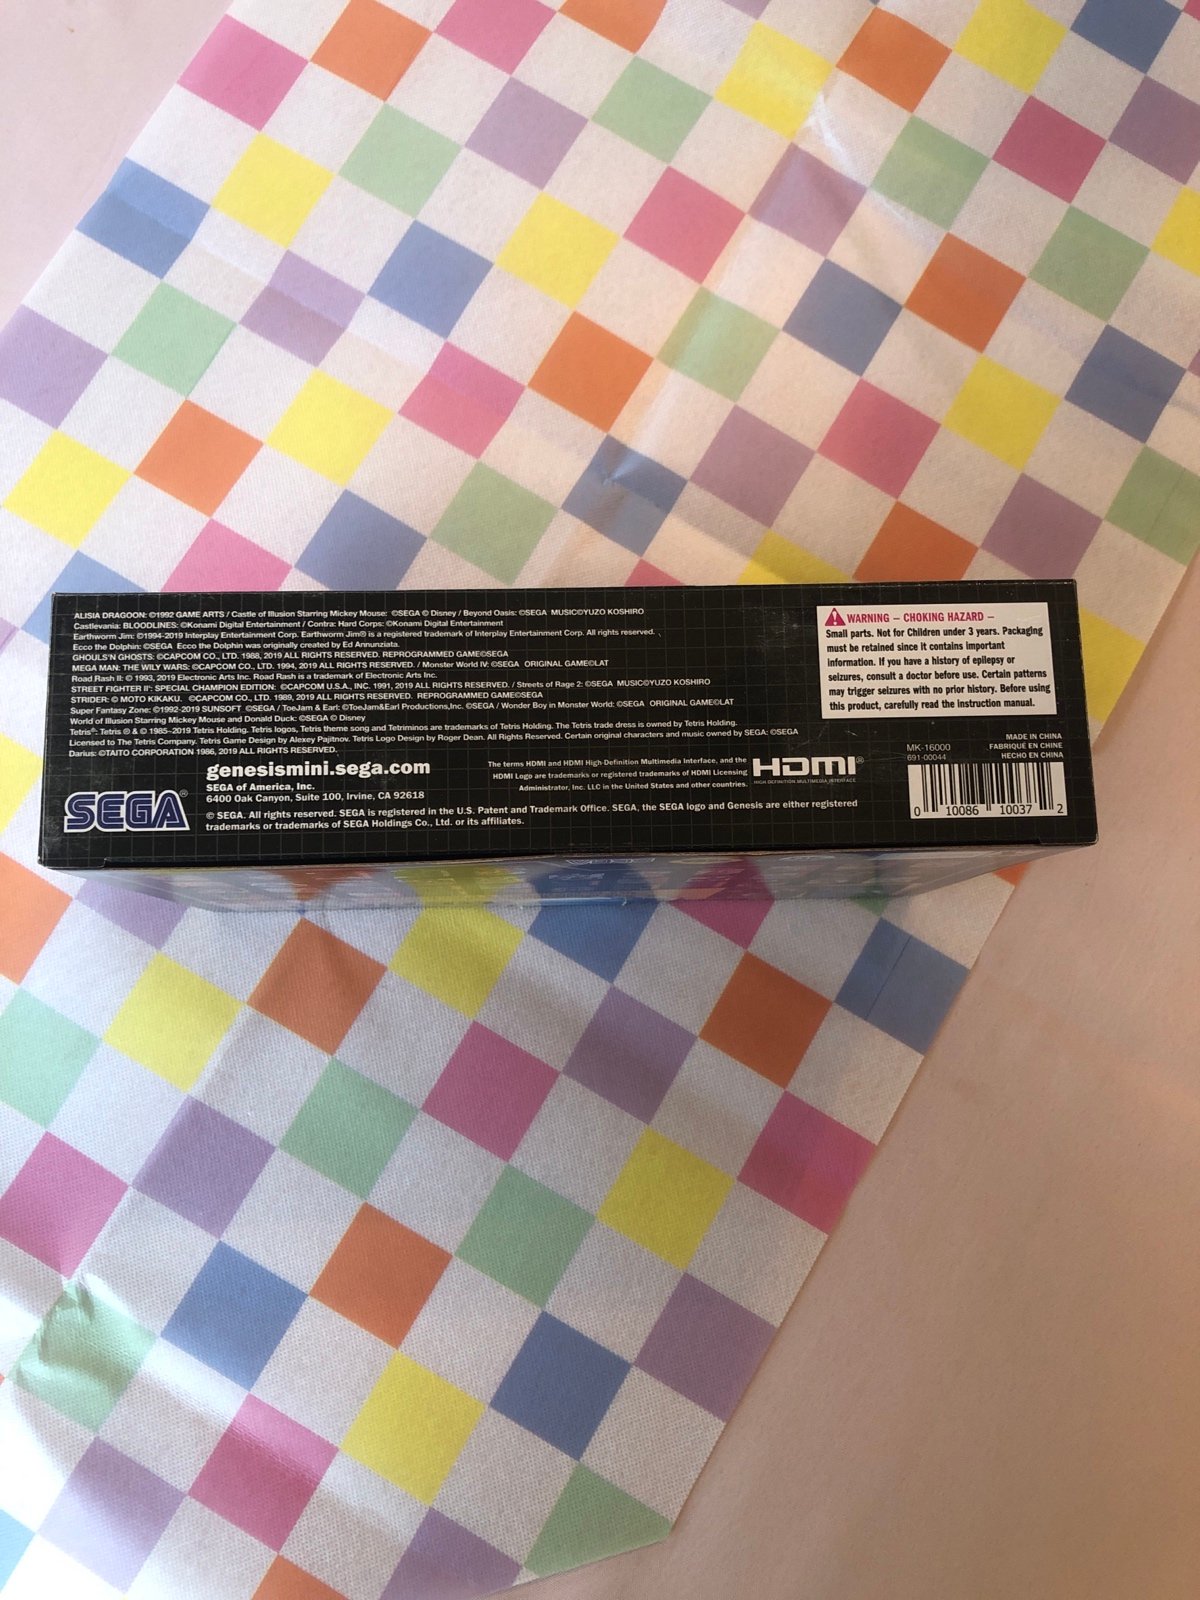 ALISIA DRAGOON: ©1992 GAME ARTS / Castle of Illusion Starring Mickey Mouse: ©SEGA © Disney / Beyond Oasis: ©SEGA MUSIC©YUZO KOSHIRO
Castlevania: BLOODLINES: ©Konami Digital Entertainment / Contra: Hard Corps: ©Konami Digital Entertainment
Earthworm Jim: ©1994-2019 Interplay Entertainment Corp. Earthworm Jim® is a registered trademark of Interplay Entertainment Corp. All rights reserved.
Ecco the Dolphin: ©SEGA Ecco the Dolphin was originally created by Ed Annunziata.
GHOULS'N GHOSTS: ©CAPCOM CO., LTD. 1988, 2019 ALL RIGHTS RESERVED. REPROGRAMMED GAME©SEGA
MEGA MAN: THE WILY WARS: ©CAPCOM CO., LTD. 1994, 2019 ALL RIGHTS RESERVED. / Monster World IV: ©SEGA ORIGINAL GAME©LAT
Road Rash II: © 1993, 2019 Electronic Arts Inc. Road Rash is a trademark of Electronic Arts Inc.
STREET FIGHTER II': SPECIAL CHAMPION EDITION: ©CAPCOM U.S.A., INC. 1991, 2019 ALL RIGHTS RESERVED. / Streets of Rage 2: ©SEGA MUSIC©YUZO KOSHIRO
STRIDER: © MOTO KIKAKU. ©CAPCOM CO., LTD. 1989, 2019 ALL RIGHTS RESERVED. REPROGRAMMED GAME©SEGA
Super Fantasy Zone: ©1992-2019 SUNSOFT ©SEGA / ToeJam & Earl: ©ToeJam&Earl Productions,Inc. ©SEGA / Wonder Boy in Monster World: ©SEGA ORIGINAL GAME©LAT
World of Illusion Starring Mickey Mouse and Donald Duck: ©SEGA © Disney
Tetris®: Tetris ® & © 1985-2019 Tetris Holding. Tetris logos, Tetris theme song and Tetriminos are trademarks of Tetris Holding. The Tetris trade dress is owned by Tetris Holding.
Licensed to The Tetris Company. Tetris Game Design by Alexey Pajitnov. Tetris Logo Design by Roger Dean. All Rights Reserved. Certain original characters and music owned by SEGA: ©SEGA
Darius: ©TAITO CORPORATION 1986, 2019 ALL RIGHTS RESERVED.
SEGA®
genesismini.sega.com
SEGA of America, Inc.
6400 Oak Canyon, Suite 100, Irvine, CA 92618
© SEGA. All rights reserved. SEGA is registered in the U.S. Patent and Trademark Office. SEGA, the SEGA logo and Genesis are either registered
trademarks or trademarks of SEGA Holdings Co., Ltd. or its affiliates.
The terms HDMI and HDMI High-Definition Multimedia Interface, and the
HDMI Logo are trademarks or registered trademarks of HDMI Licensing
Administrator, Inc. LLC in the United States and other countries.
HDMI®
HIGH DEFINITION MULTIMEDIA INTERFACE
WARNING – CHOKING HAZARD –
Small parts. Not for Children under 3 years. Packaging
must be retained since it contains important
information. If you have a history of epilepsy or
seizures, consult a doctor before use. Certain patterns
may trigger seizures with no prior history. Before using
this product, carefully read the instruction manual.
MK-16000
691-00044
MADE IN CHINA
FABRIQUÉ EN CHINE
HECHO EN CHINA
0 10086 10037 2